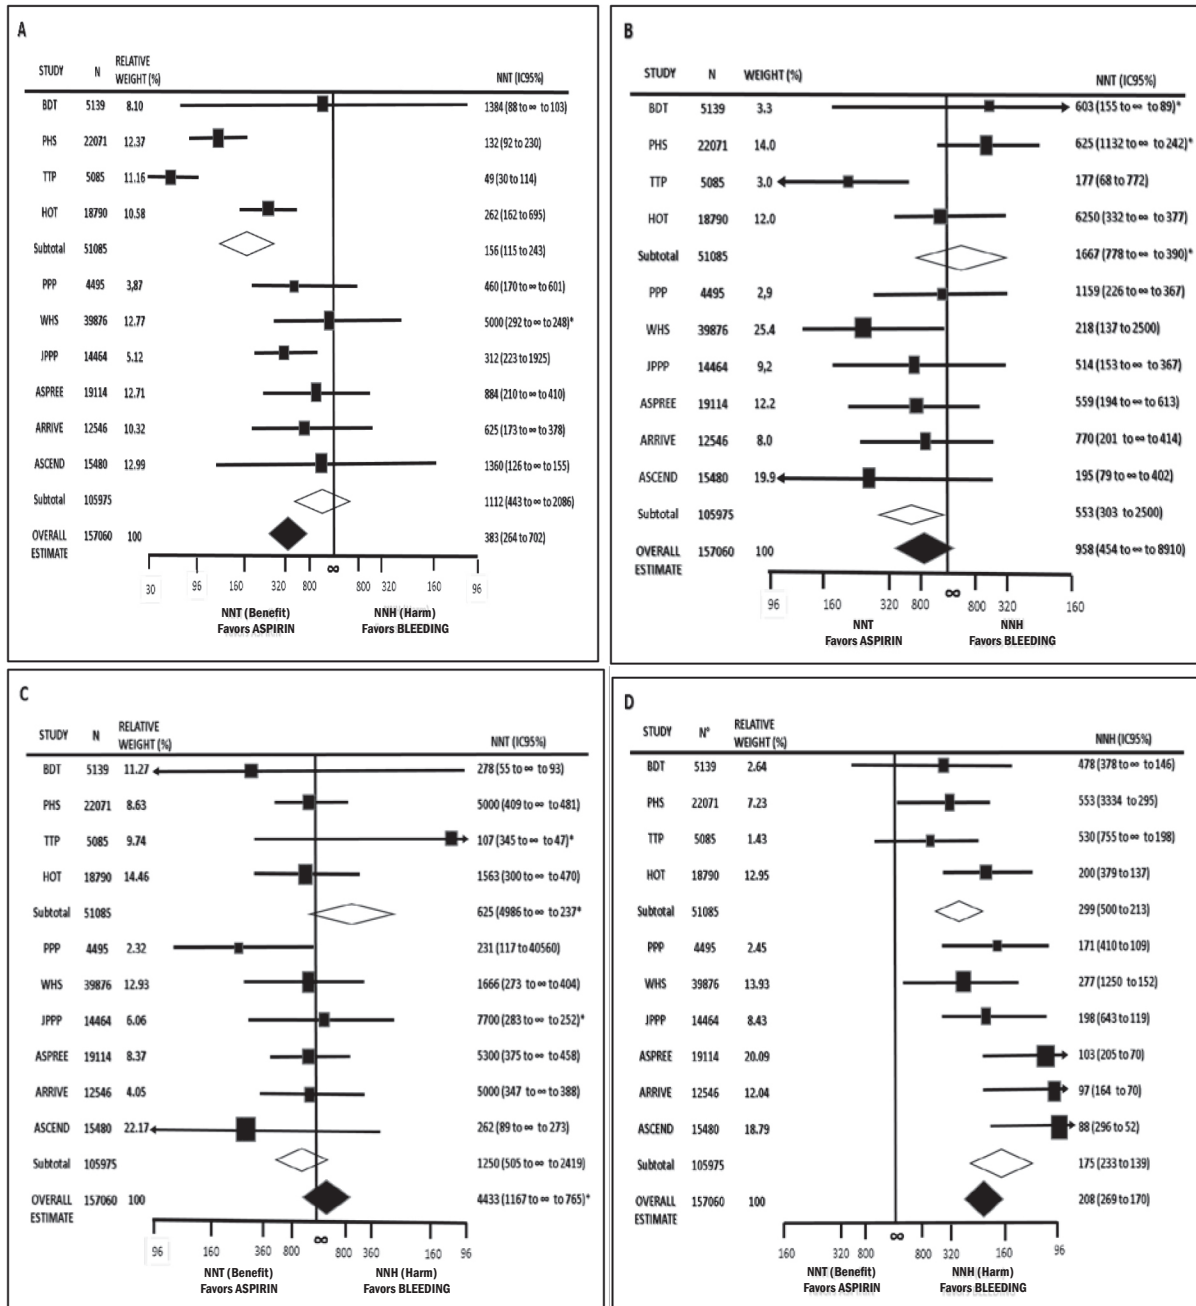 A
STUDY N RELATIVE WEIGHT (%) NNT (IC95%)
BDT 5139 8.10 1384 (88 to ∞ to 103)
PHS 22071 12.37 132 (92 to 230)
TTP 5085 11.16 49 (30 to 114)
HOT 18790 10.58 262 (162 to 695)
Subtotal 51085 156 (115 to 243)
PPP 4495 3,87 460 (170 to ∞ to 601)
WHS 39876 12.77 5000 (292 to ∞ to 248)*
JPPP 14464 5.12 312 (223 to 1925)
ASPREE 19114 12.71 884 (210 to ∞ to 410)
ARRIVE 12546 10.32 625 (173 to ∞ to 378)
ASCEND 15480 12.99 1360 (126 to ∞ to 155)
Subtotal 105975 1112 (443 to ∞ to 2086)
OVERALL ESTIMATE 157060 100 383 (264 to 702)
30 96 160 320 800 ∞ 800 320 160 96
NNT (Benefit) NNH (Harm)
Favors ASPIRIN Favors BLEEDING
B
STUDY N WEIGHT (%) NNT (IC95%)
BDT 5139 3.3 603 (155 to ∞ to 89)*
PHS 22071 14.0 625 (1132 to ∞ to 242)*
TTP 5085 3.0 177 (68 to 772)
HOT 18790 12.0 6250 (332 to ∞ to 377)
Subtotal 51085 1667 (778 to ∞ to 390)*
PPP 4495 2,9 1159 (226 to ∞ to 367)
WHS 39876 25.4 218 (137 to 2500)
JPPP 14464 9,2 514 (153 to ∞ to 367)
ASPREE 19114 12.2 559 (194 to ∞ to 613)
ARRIVE 12546 8.0 770 (201 to ∞ to 414)
ASCEND 15480 19.9 195 (79 to ∞ to 402)
Subtotal 105975 553 (303 to 2500)
OVERALL ESTIMATE 157060 100 958 (454 to ∞ to 8910)
96 160 320 800 ∞ 800 320 160
NNT NNH
Favors ASPIRIN Favors BLEEDING
C
STUDY N RELATIVE WEIGHT (%) NNT (IC95%)
BDT 5139 11.27 278 (55 to ∞ to 93)
PHS 22071 8.63 5000 (409 to ∞ to 481)
TTP 5085 9.74 107 (345 to ∞ to 47)*
HOT 18790 14.46 1563 (300 to ∞ to 470)
Subtotal 51085 625 (4986 to ∞ to 237*
PPP 4495 2.32 231 (117 to 40560)
WHS 39876 12.93 1666 (273 to ∞ to 404)
JPPP 14464 6.06 7700 (283 to ∞ to 252)*
ASPREE 19114 8.37 5300 (375 to ∞ to 458)
ARRIVE 12546 4.05 5000 (347 to ∞ to 388)
ASCEND 15480 22.17 262 (89 to ∞ to 273)
Subtotal 105975 1250 (505 to ∞ to 2419)
OVERALL ESTIMATE 157060 100 4433 (1167 to ∞ to 765)*
96 160 360 800 ∞ 800 360 160 96
NNT (Benefit) NNH (Harm)
Favors ASPIRIN Favors BLEEDING
D
STUDY N° RELATIVE WEIGHT (%) NNH (IC95%)
BDT 5139 2.64 478 (378 to ∞ to 146)
PHS 22071 7.23 553 (3334 to 295)
TTP 5085 1.43 530 (755 to ∞ to 198)
HOT 18790 12.95 200 (379 to 137)
Subtotal 51085 299 (500 to 213)
PPP 4495 2.45 171 (410 to 109)
WHS 39876 13.93 277 (1250 to 152)
JPPP 14464 8.43 198 (643 to 119)
ASPREE 19114 20.09 103 (205 to 70)
ARRIVE 12546 12.04 97 (164 to 70)
ASCEND 15480 18.79 88 (296 to 52)
Subtotal 105975 175 (233 to 139)
OVERALL ESTIMATE 157060 100 208 (269 to 170)
160 320 800 ∞ 800 320 160 96
NNT (Benefit) NNH (Harm)
Favors ASPIRIN Favors BLEEDING